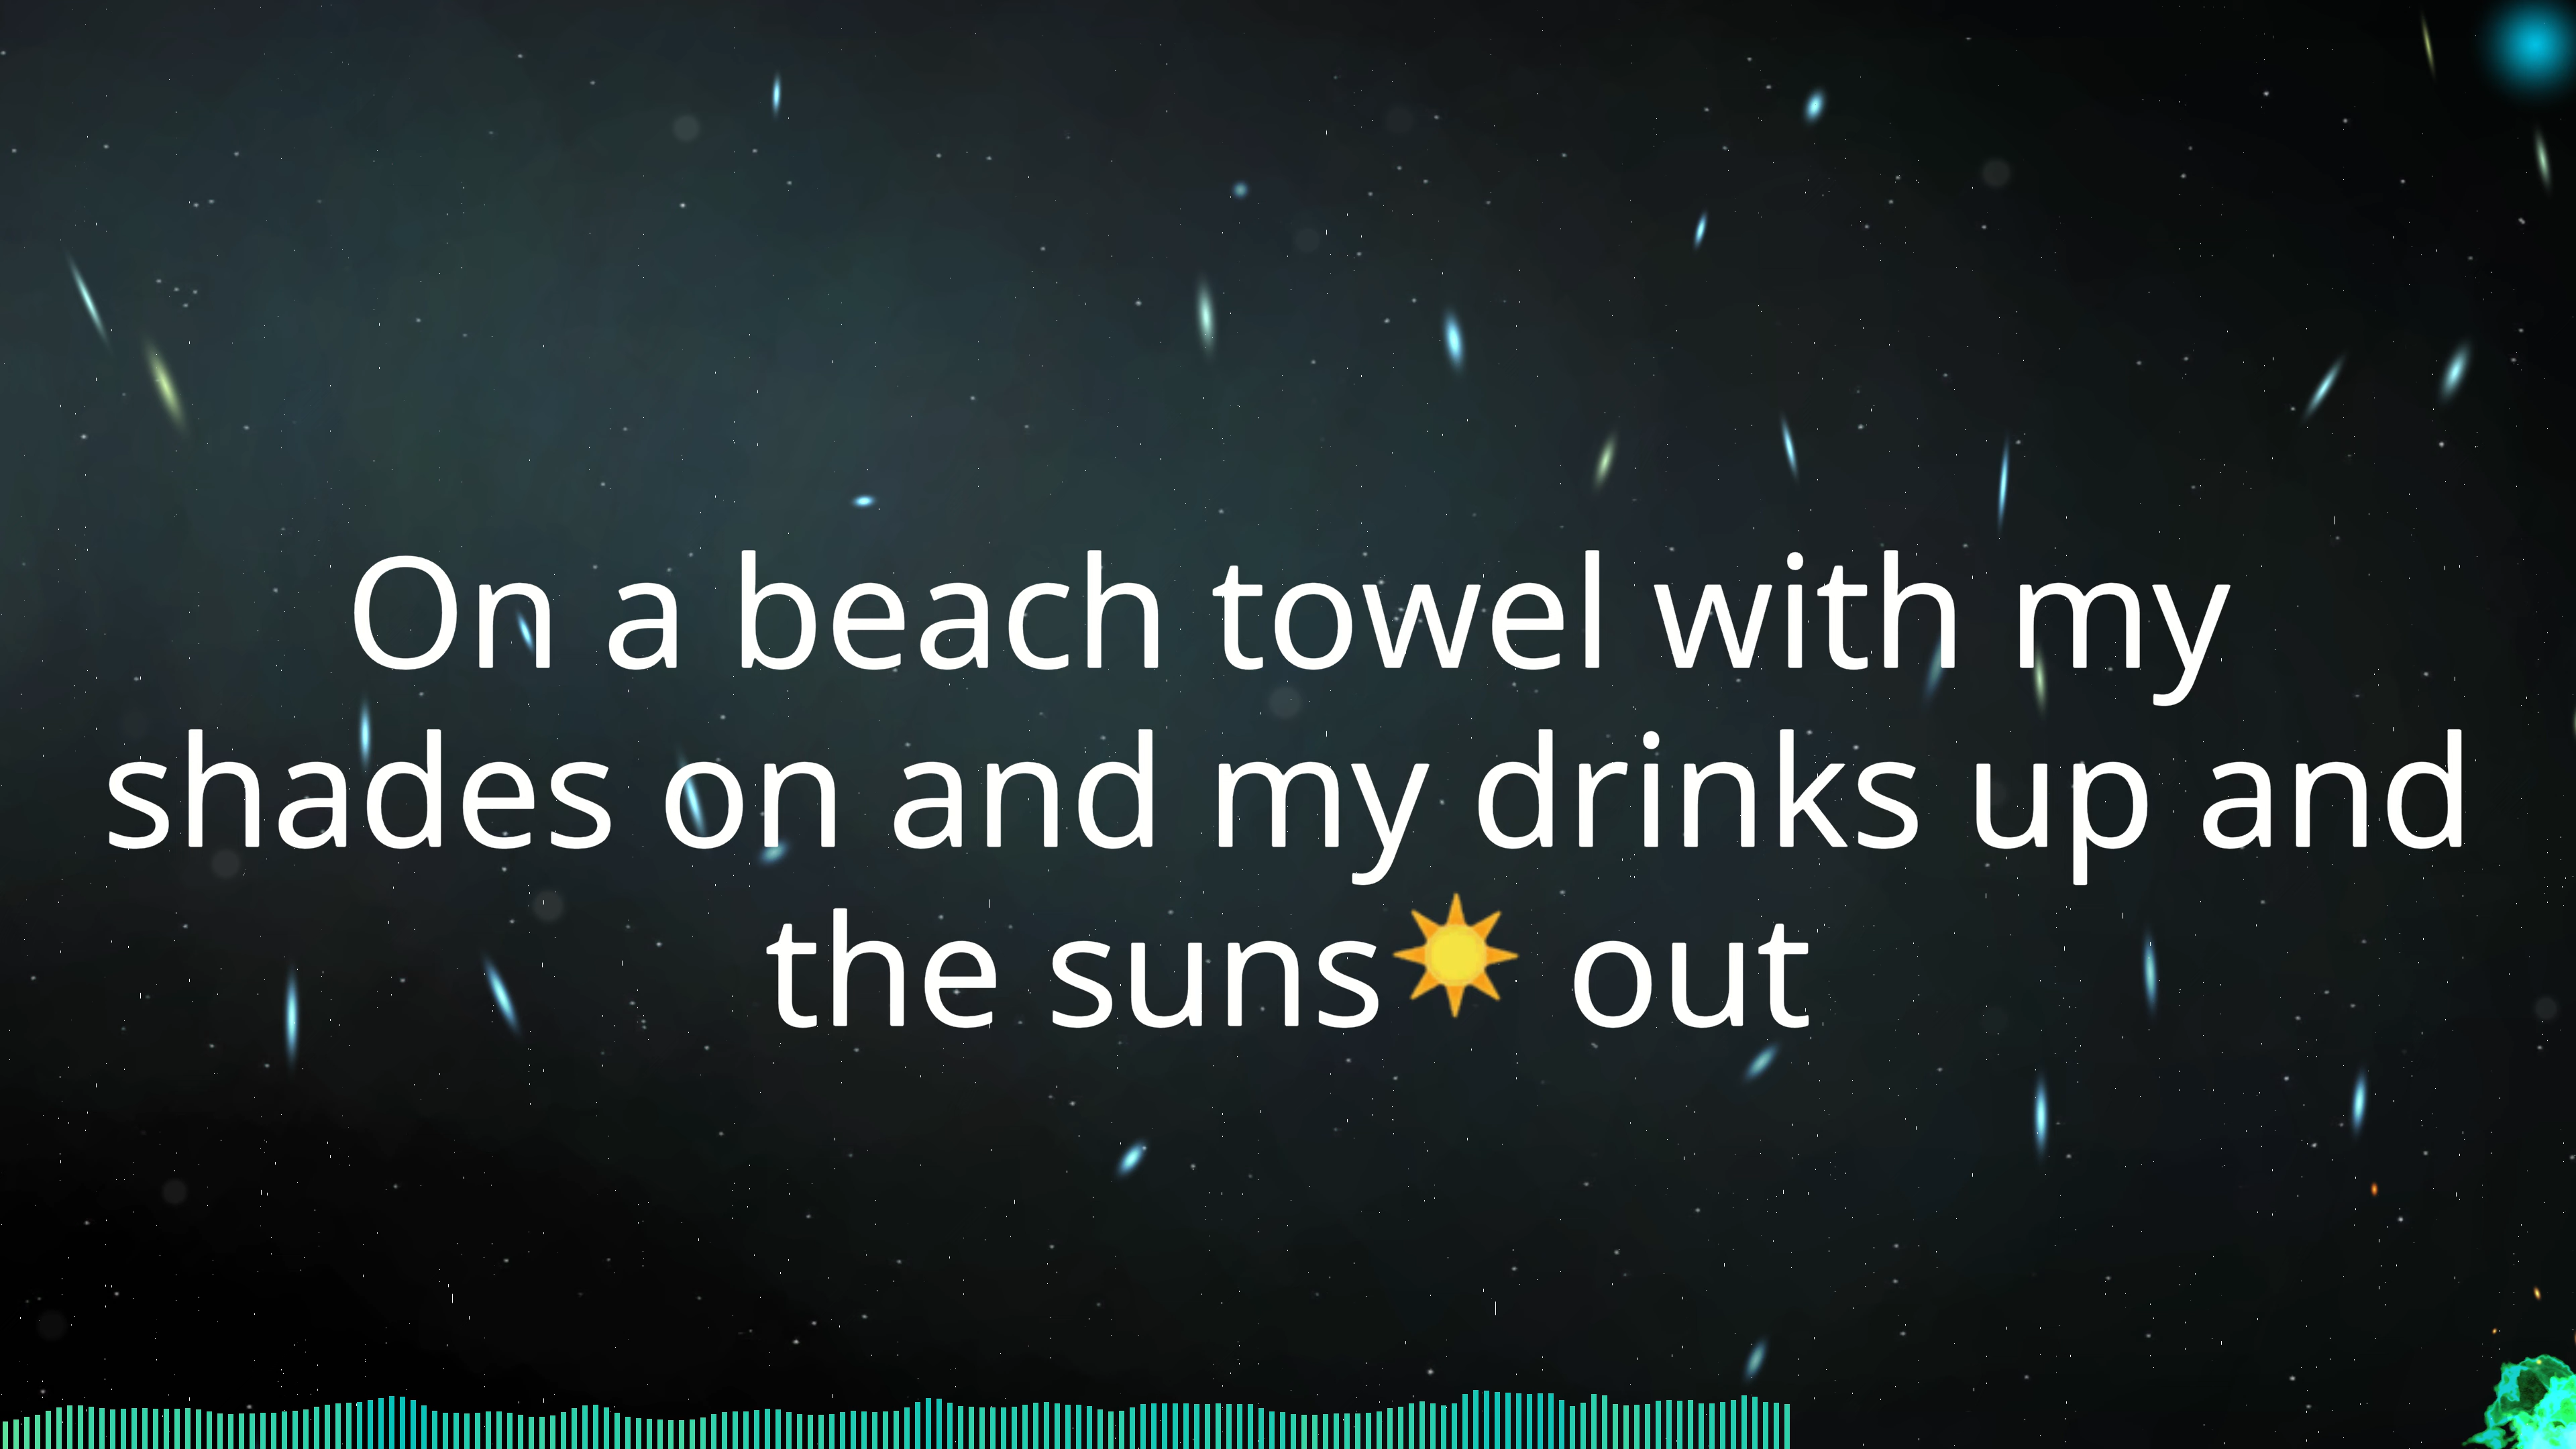 On a beach towel with my
shades on and my drinks up and
the suns☀️ out